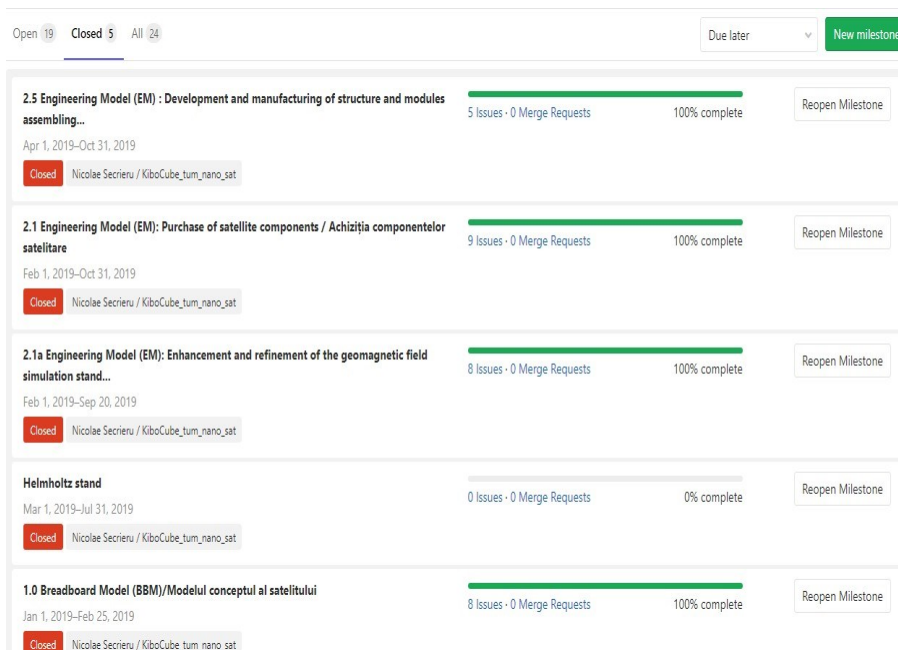 Open 19 Closed 5 All 24 Due later New milestone
2.5 Engineering Model (EM) : Development and manufacturing of structure and modules
assembling...
5 Issues · 0 Merge Requests 100% complete Reopen Milestone
Apr 1, 2019–Oct 31, 2019
Closed Nicolae Secrieru / KiboCube_tum_nano_sat
2.1 Engineering Model (EM): Purchase of satellite components / Achiziția componentelor
satelitare
9 Issues · 0 Merge Requests 100% complete Reopen Milestone
Feb 1, 2019–Oct 31, 2019
Closed Nicolae Secrieru / KiboCube_tum_nano_sat
2.1a Engineering Model (EM): Enhancement and refinement of the geomagnetic field
simulation stand...
8 Issues · 0 Merge Requests 100% complete Reopen Milestone
Feb 1, 2019–Sep 20, 2019
Closed Nicolae Secrieru / KiboCube_tum_nano_sat
Helmholtz stand
0 Issues · 0 Merge Requests 0% complete Reopen Milestone
Mar 1, 2019–Jul 31, 2019
Closed Nicolae Secrieru / KiboCube_tum_nano_sat
1.0 Breadboard Model (BBM)/Modelul conceptul al satelitului
8 Issues · 0 Merge Requests 100% complete Reopen Milestone
Jan 1, 2019–Feb 25, 2019
Closed Nicolae Secrieru / KiboCube_tum_nano_sat